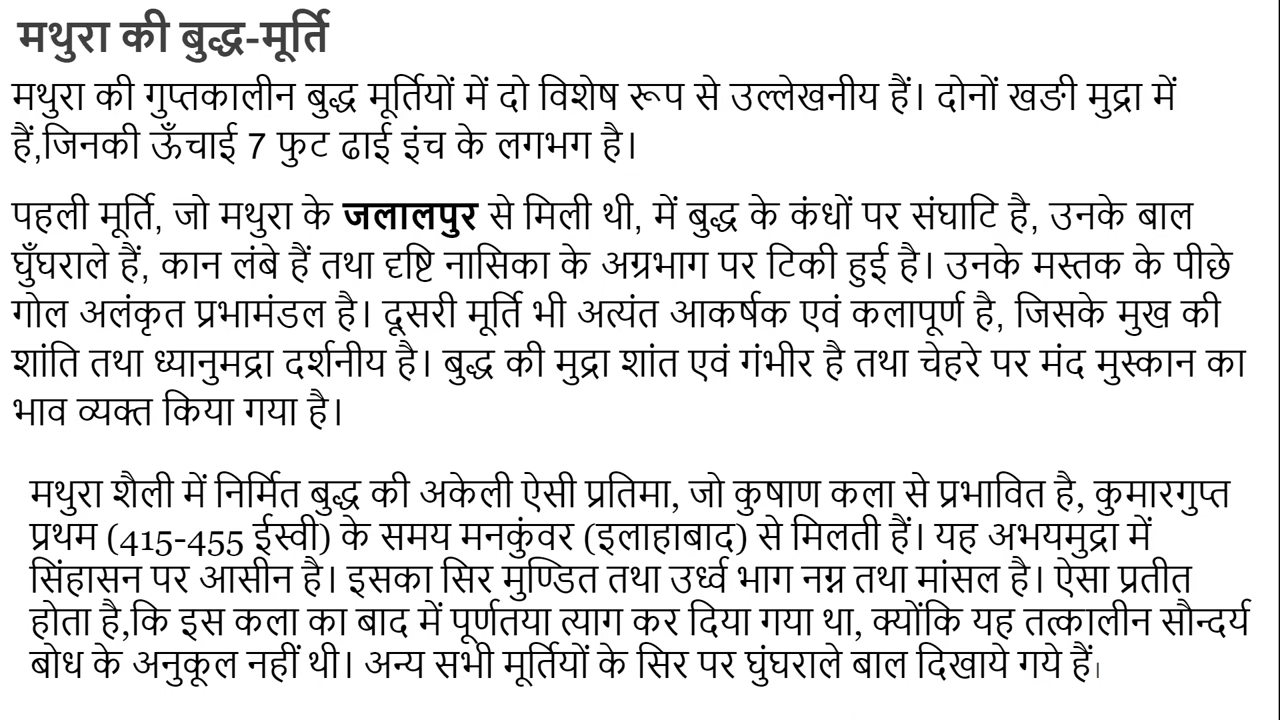 मथुरा की बुद्ध-मूर्ति
मथुरा की गुप्तकालीन बुद्ध मूर्तियों में दो विशेष रूप से उल्लेखनीय हैं। दोनों खङी मुद्रा में
हैं,जिनकी ऊँचाई 7 फुट ढाई इंच के लगभग है।
पहली मूर्ति, जो मथुरा के जलालपुर से मिली थी, में बुद्ध के कंधों पर संघाटि है, उनके बाल
घुँघराले हैं, कान लंबे हैं तथा दृष्टि नासिका के अग्रभाग पर टिकी हुई है। उनके मस्तक के पीछे
गोल अलंकृत प्रभामंडल है। दूसरी मूर्ति भी अत्यंत आकर्षक एवं कलापूर्ण है, जिसके मुख की
शांति तथा ध्यानुमद्रा दर्शनीय है। बुद्ध की मुद्रा शांत एवं गंभीर है तथा चेहरे पर मंद मुस्कान का
भाव व्यक्त किया गया है।
मथुरा शैली में निर्मित बुद्ध की अकेली ऐसी प्रतिमा, जो कुषाण कला से प्रभावित है, कुमारगुप्त
प्रथम (415-455 ईस्वी) के समय मनकुंवर (इलाहाबाद) से मिलती हैं। यह अभयमुद्रा में
सिंहासन पर आसीन है। इसका सिर मुण्डित तथा उर्ध्व भाग नग्न तथा मांसल है। ऐसा प्रतीत
होता है,कि इस कला का बाद में पूर्णतया त्याग कर दिया गया था, क्योंकि यह तत्कालीन सौन्दर्य
बोध के अनुकूल नहीं थी। अन्य सभी मूर्तियों के सिर पर घुंघराले बाल दिखाये गये हैं।